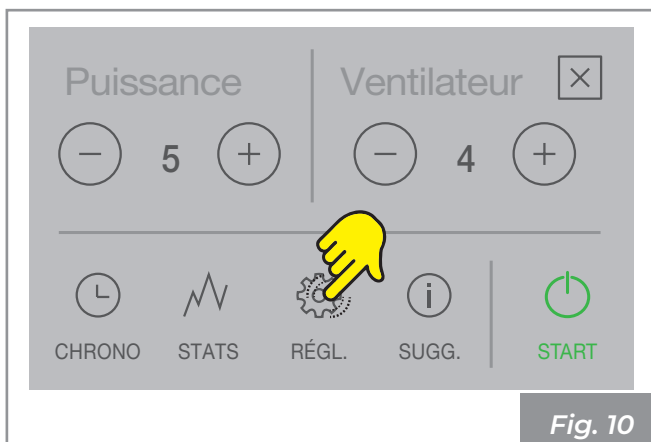 Puissance Ventilateur
5 4
CHRONO STATS RÉGL. SUGG. START
Fig. 10